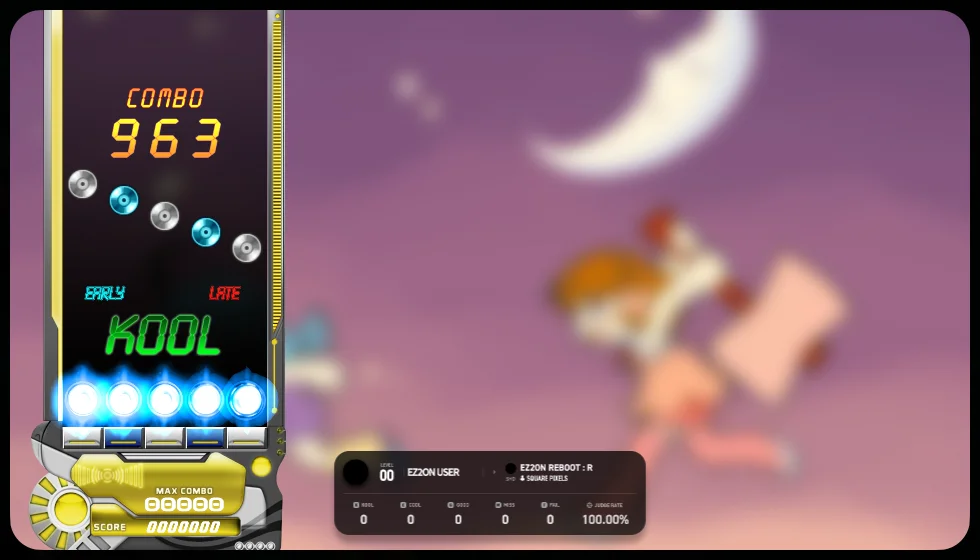 COMBO
963
EARLY
LATE
KOOL
MAX COMBO
00000
SCORE
0000000
LEVEL
00
EZ2ON USER
EZ2ON REBOOT : R
SQUARE PIXELS
KOOL
COOL
GOOD
MISS
FAIL
JUDGE RATE
0
0
0
0
0
100.00%